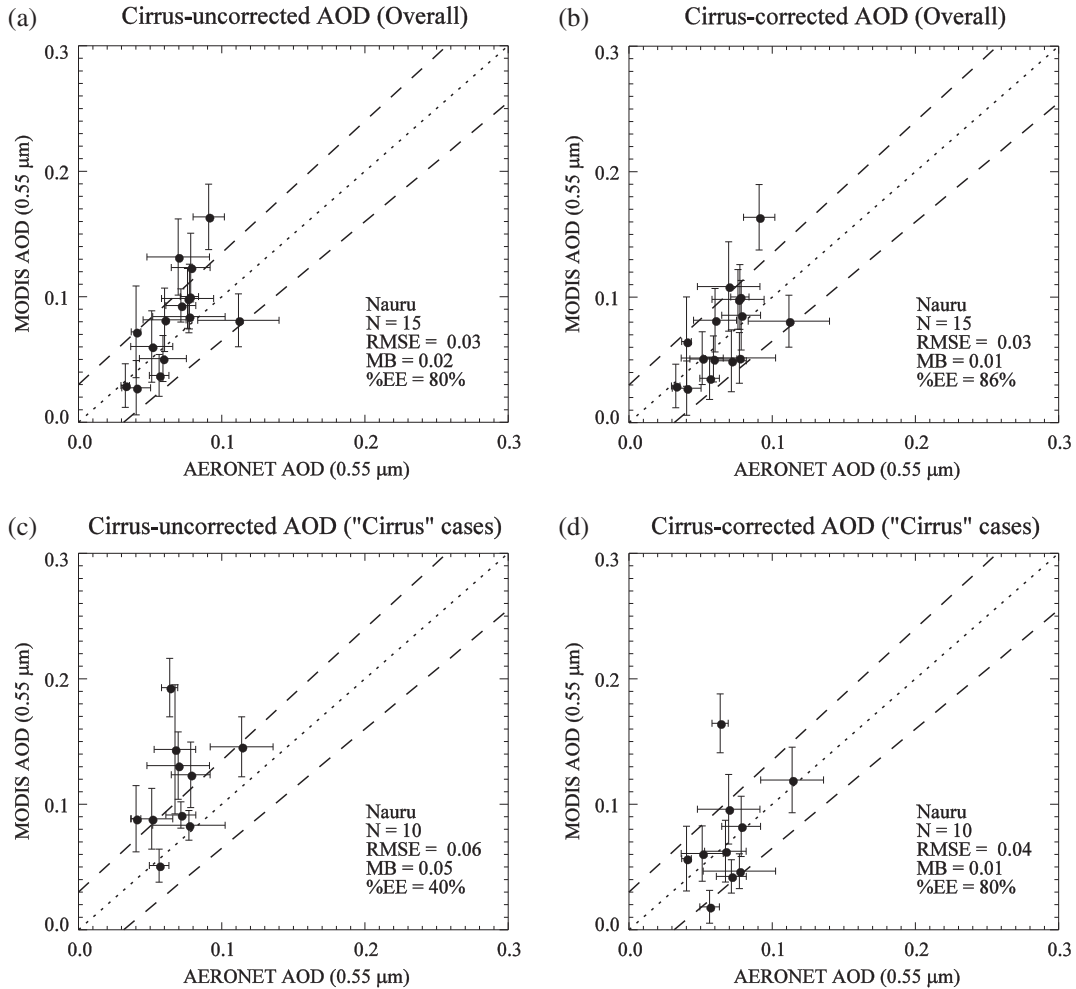 (a) Cirrus-uncorrected AOD (Overall)
MODIS AOD (0.55 μm)
0.3
0.2
0.1
0.0
0.0 0.1 0.2 0.3
AERONET AOD (0.55 μm)
Nauru
N = 15
RMSE = 0.03
MB = 0.02
%EE = 80%
(b) Cirrus-corrected AOD (Overall)
MODIS AOD (0.55 μm)
0.3
0.2
0.1
0.0
0.0 0.1 0.2 0.3
AERONET AOD (0.55 μm)
Nauru
N = 15
RMSE = 0.03
MB = 0.01
%EE = 86%
(c) Cirrus-uncorrected AOD ("Cirrus" cases)
MODIS AOD (0.55 μm)
0.3
0.2
0.1
0.0
0.0 0.1 0.2 0.3
AERONET AOD (0.55 μm)
Nauru
N = 10
RMSE = 0.06
MB = 0.05
%EE = 40%
(d) Cirrus-corrected AOD ("Cirrus" cases)
MODIS AOD (0.55 μm)
0.3
0.2
0.1
0.0
0.0 0.1 0.2 0.3
AERONET AOD (0.55 μm)
Nauru
N = 10
RMSE = 0.04
MB = 0.01
%EE = 80%